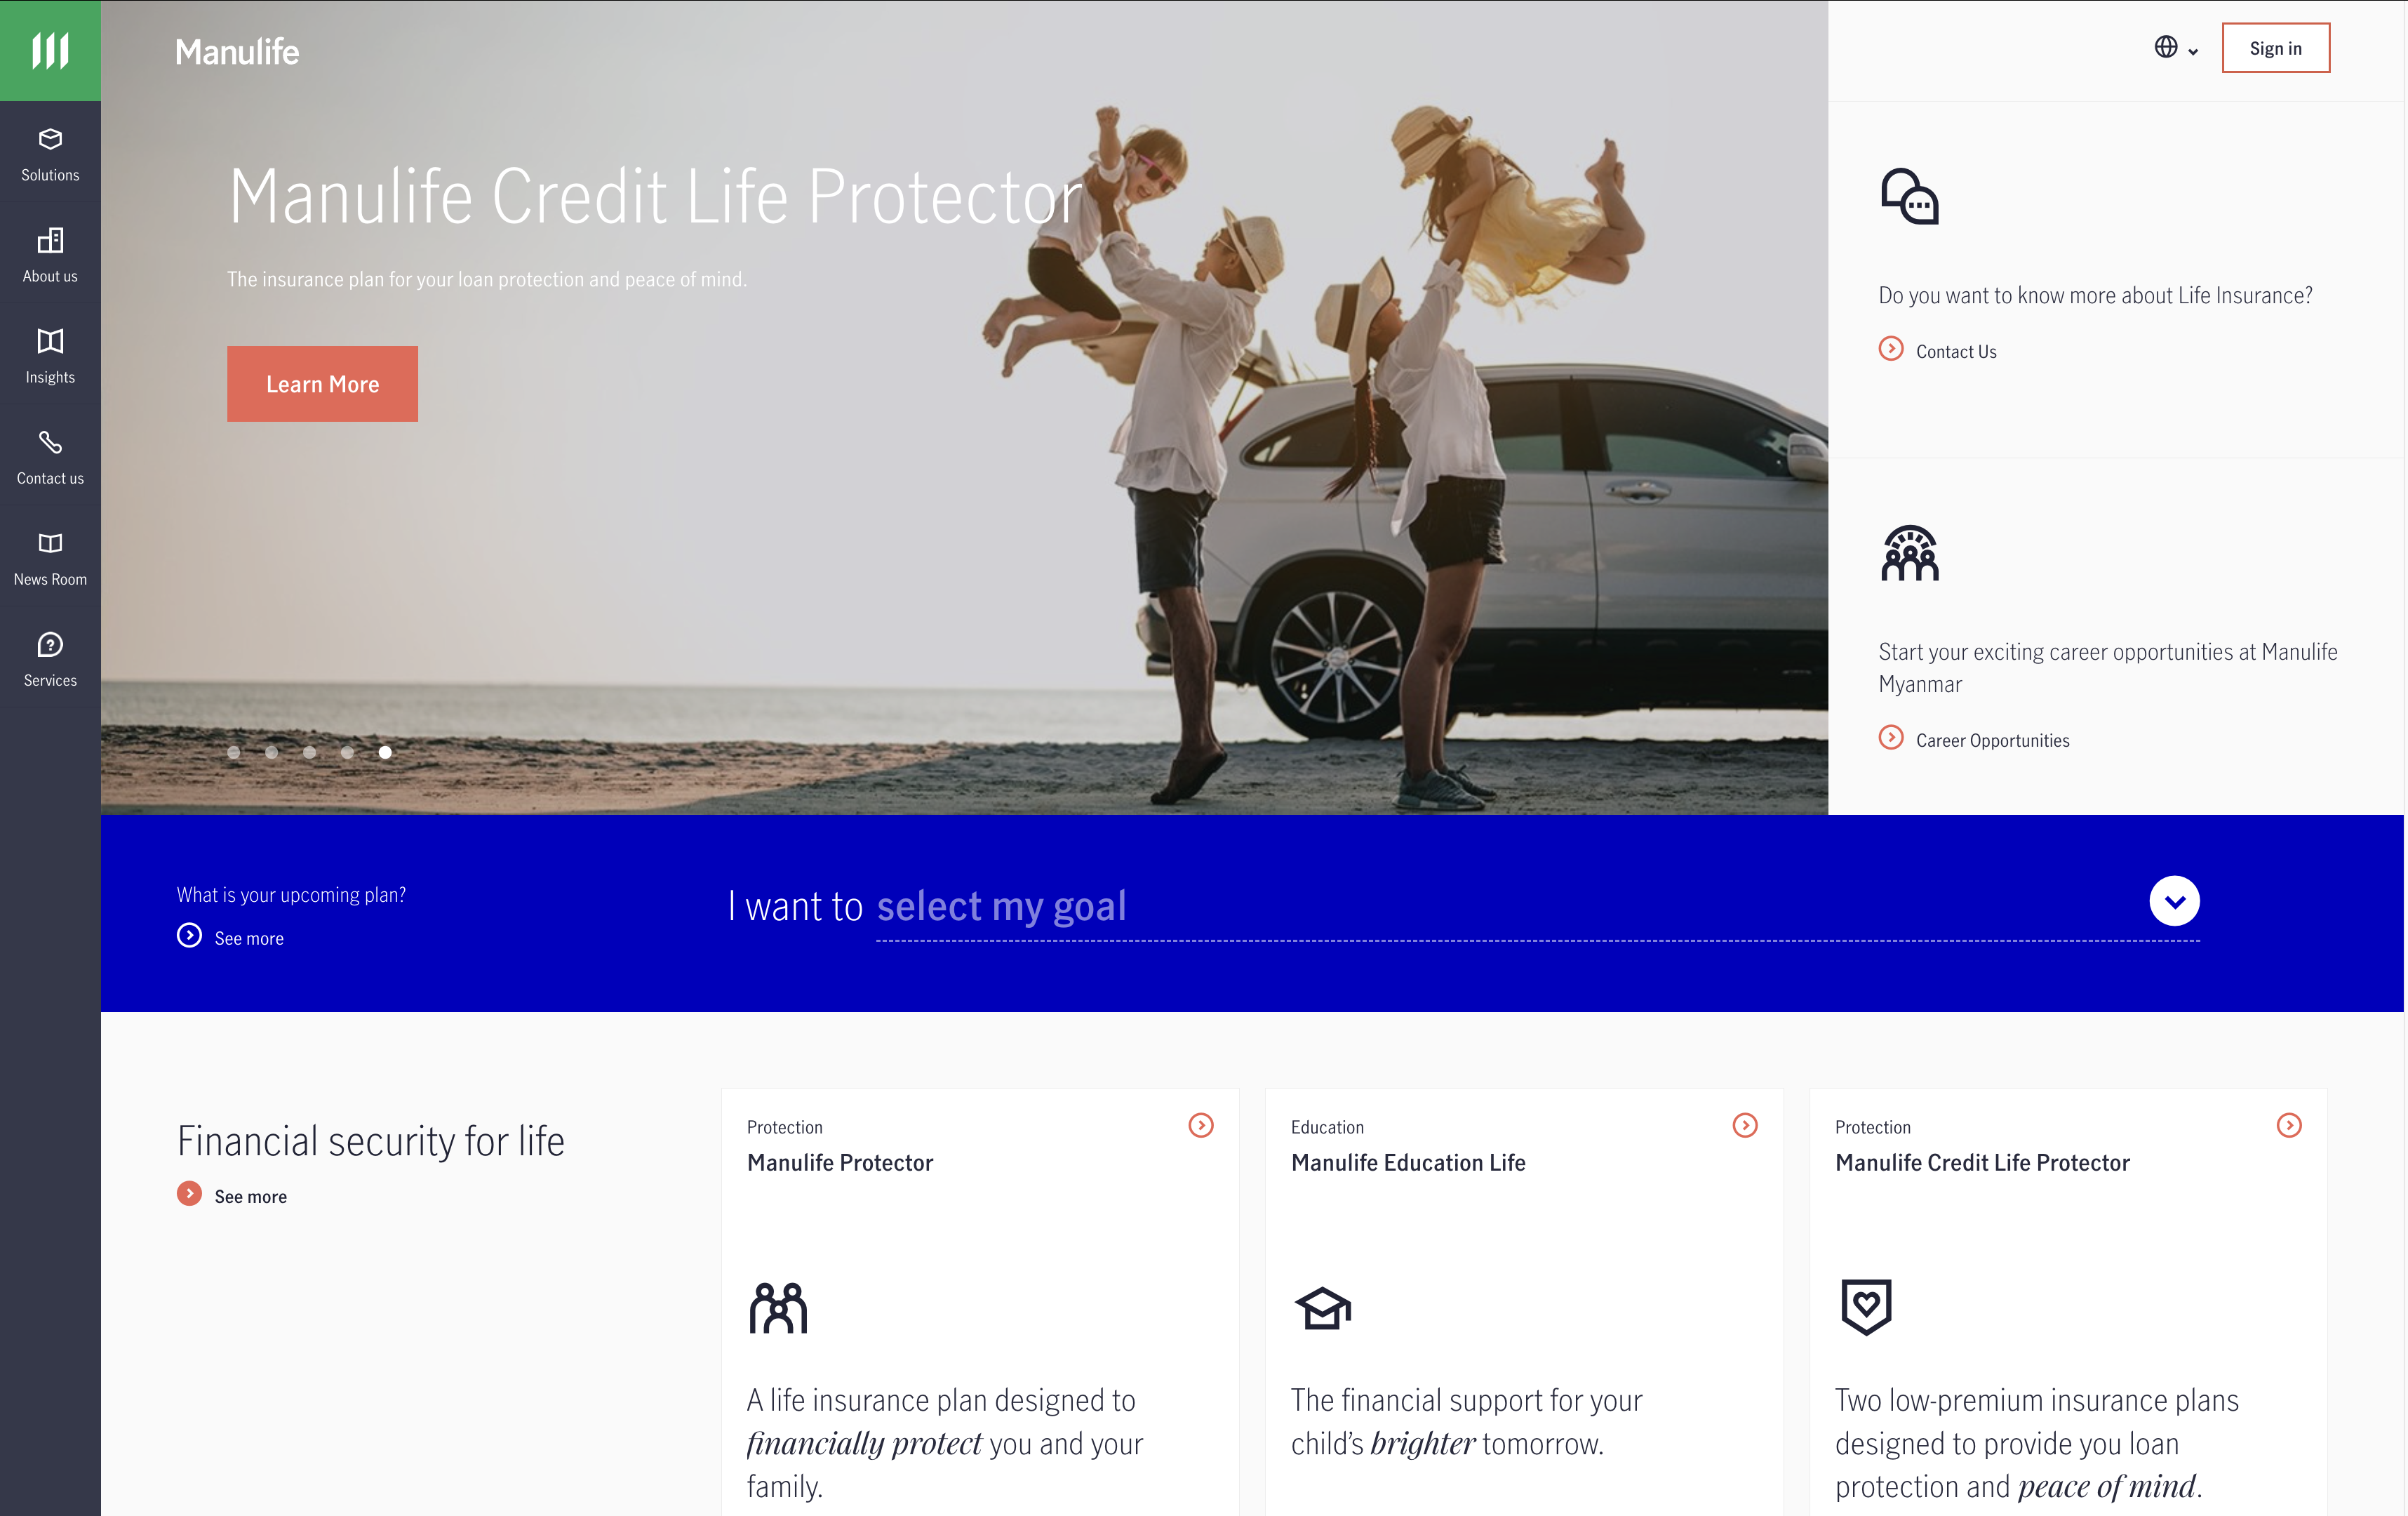 Manulife
Sign in
Solutions
About us
Insights
Contact us
News Room
Services
Manulife Credit Life Protector
The insurance plan for your loan protection and peace of mind.
Learn More
Do you want to know more about Life Insurance?
Contact Us
Start your exciting career opportunities at Manulife
Myanmar
Career Opportunities
What is your upcoming plan?
See more
I want to select my goal
Financial security for life
See more
Protection
Manulife Protector
A life insurance plan designed to
financially protect you and your
family.
Education
Manulife Education Life
The financial support for your
child’s brighter tomorrow.
Protection
Manulife Credit Life Protector
Two low-premium insurance plans
designed to provide you loan
protection and peace of mind.